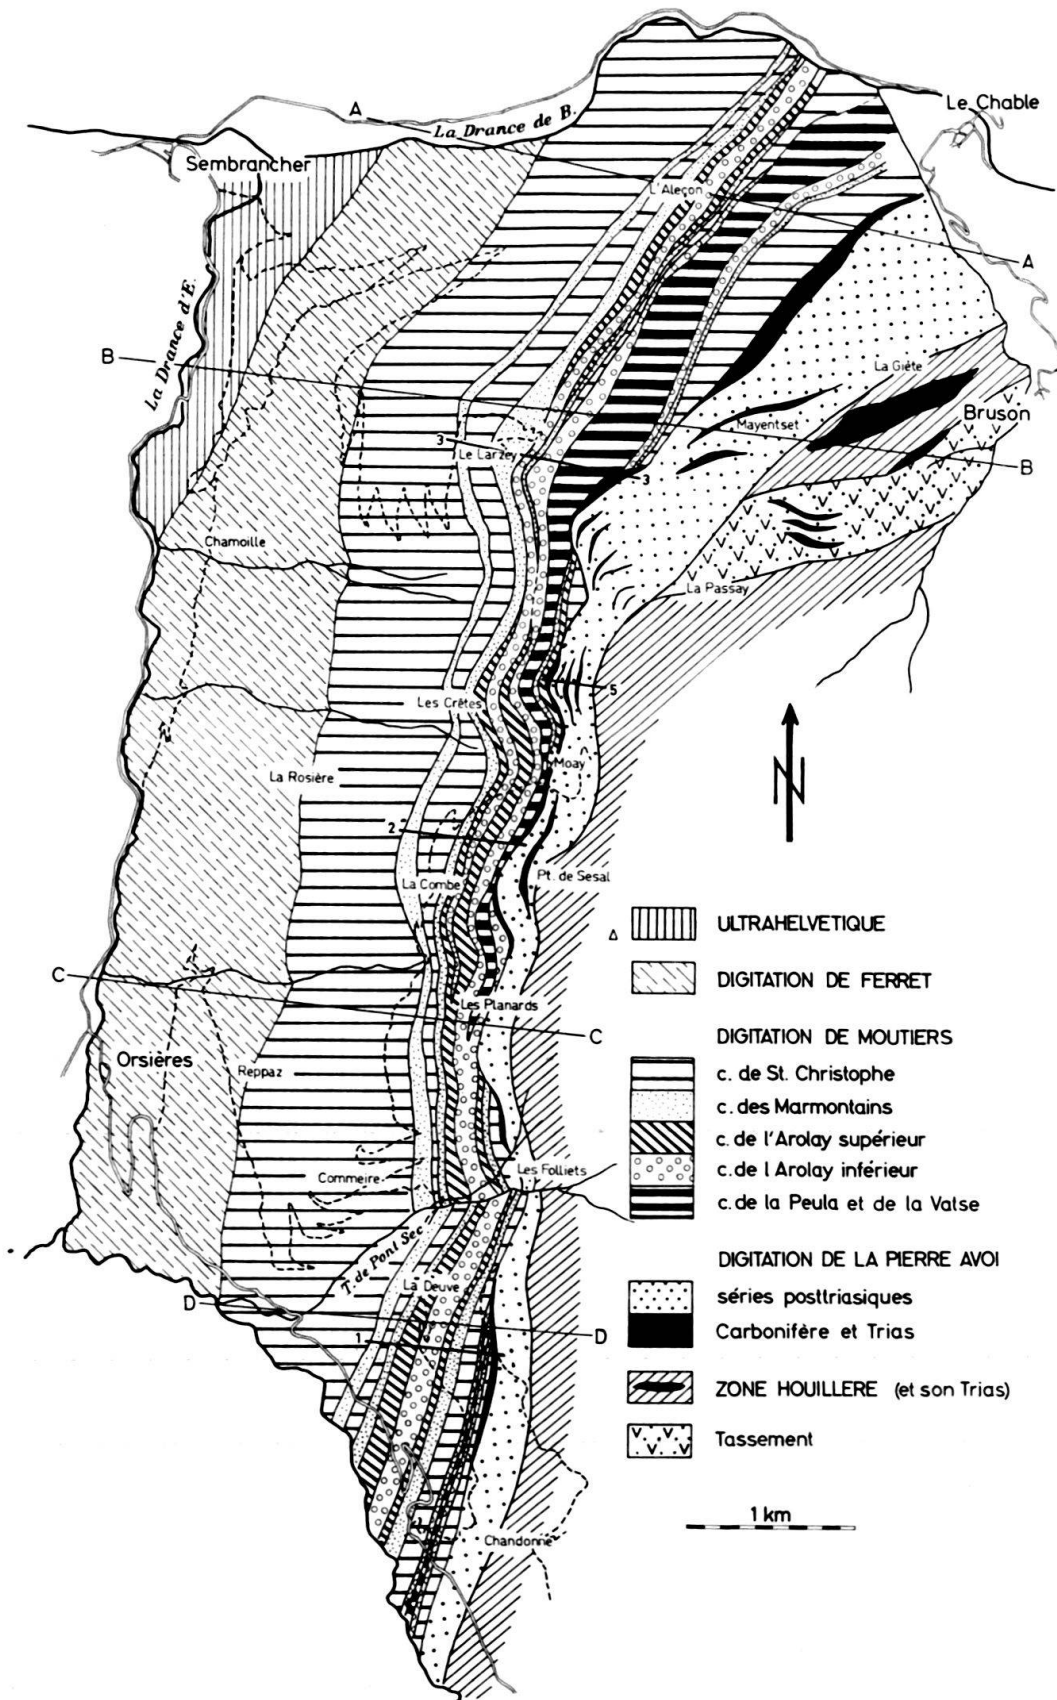 A
La Drance de B.
Le Chable
Sembrancher
L'Aleçon
A
La Drance d'E.
B
La Giète
Mayentset
Bruson
3
Le Larzey
3
B
Chamoille
La Passay
Les Crêtes
5
La Rosière
Moay
N
2
La Combe
Pt. de Sesal
C
Les Planards
C
Orsières
Reppaz
Les Folliets
Commeire
T. de Pont Sec
La Deuve
D
D
1
Chandonne
ULTRAHELVETIQUE
DIGITATION DE FERRET
DIGITATION DE MOUTIERS
c. de St. Christophe
c. des Marmontains
c. de l'Arolay supérieur
c. de l Arolay inférieur
c. de la Peula et de la Vatse
DIGITATION DE LA PIERRE AVOI
séries posttriasiques
Carbonifère et Trias
ZONE HOUILLERE (et son Trias)
Tassement
1 km